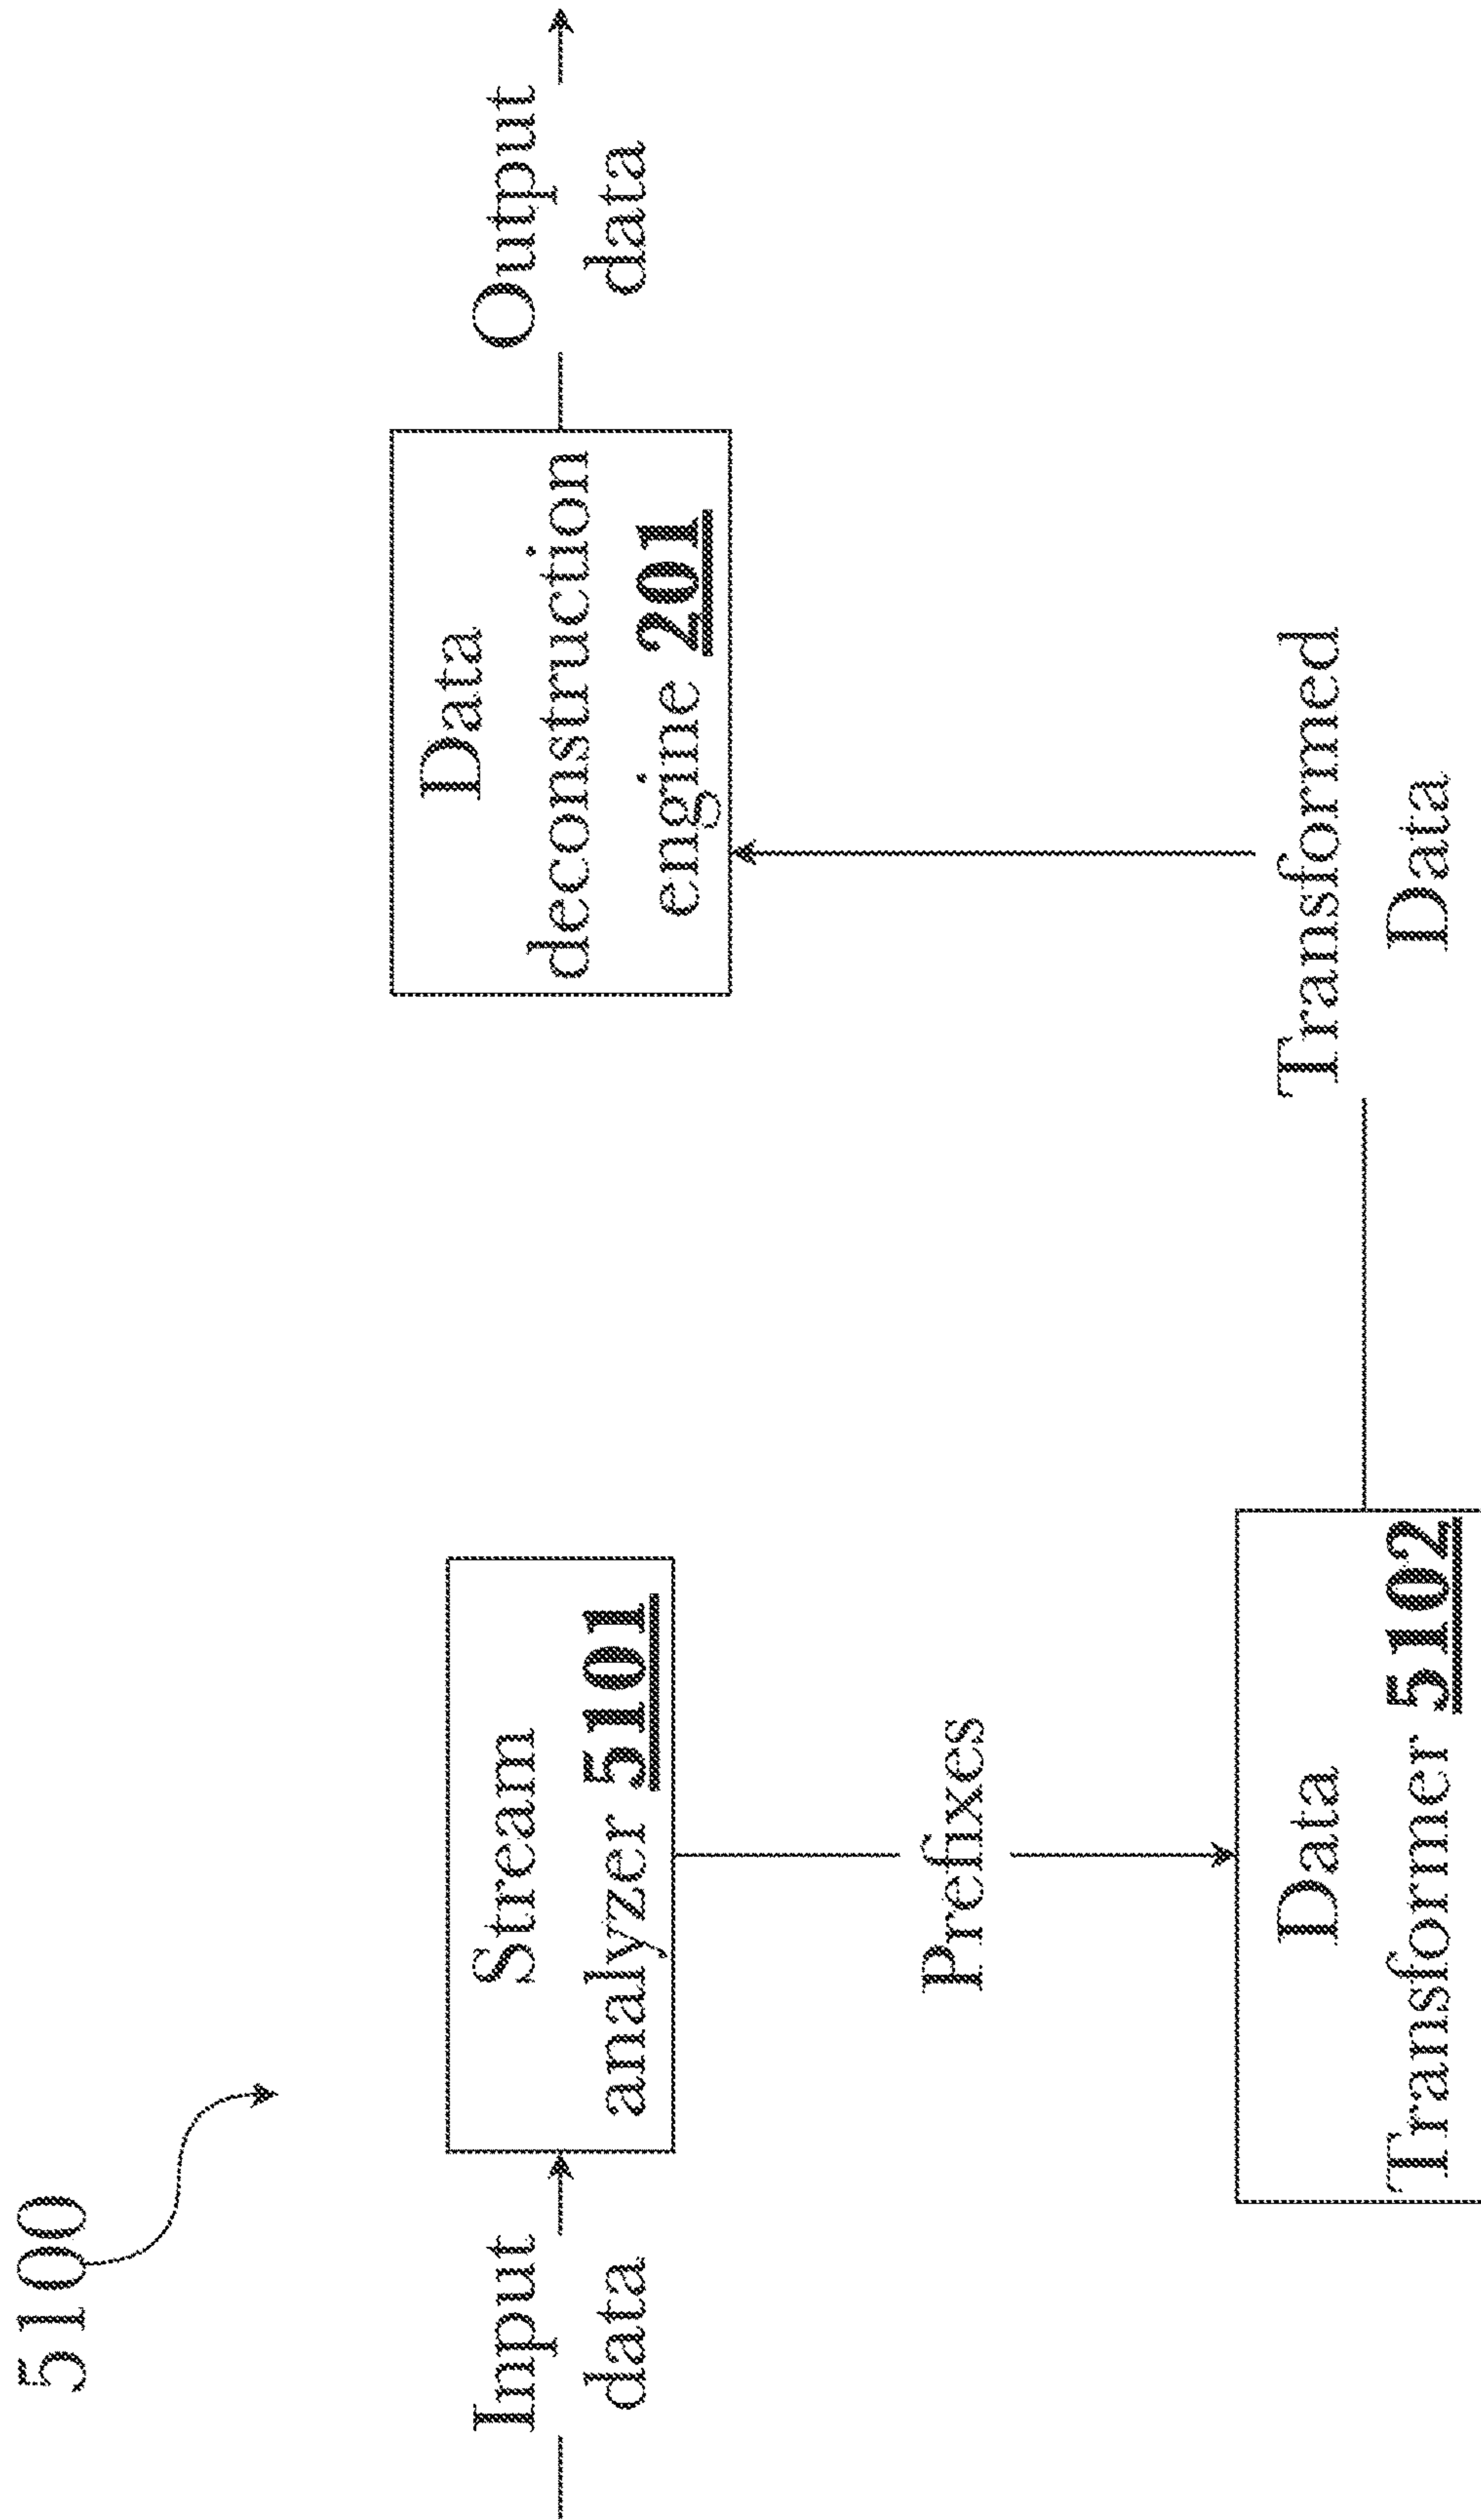 5100
Input
data
Stream
analyzer 5101
Prefixes
Data
Transformer 5102
Transformed
Data
Data
deconstruction
engine 201
Output
data